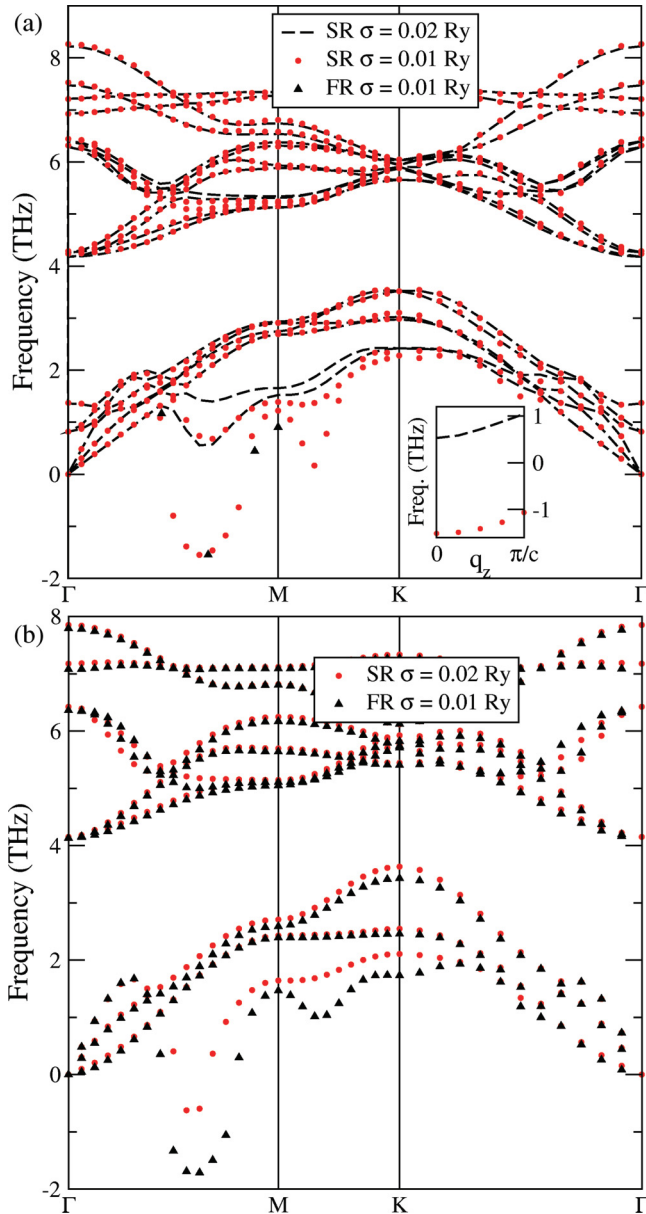 (a)
SR σ = 0.02 Ry
SR σ = 0.01 Ry
FR σ = 0.01 Ry
8
6
4
2
0
-2
Frequency (THz)
Γ
M
K
Γ
Freq. (THz)
1
0
-1
0
q_z
π/c
(b)
SR σ = 0.02 Ry
FR σ = 0.01 Ry
8
6
4
2
0
-2
Frequency (THz)
Γ
M
K
Γ